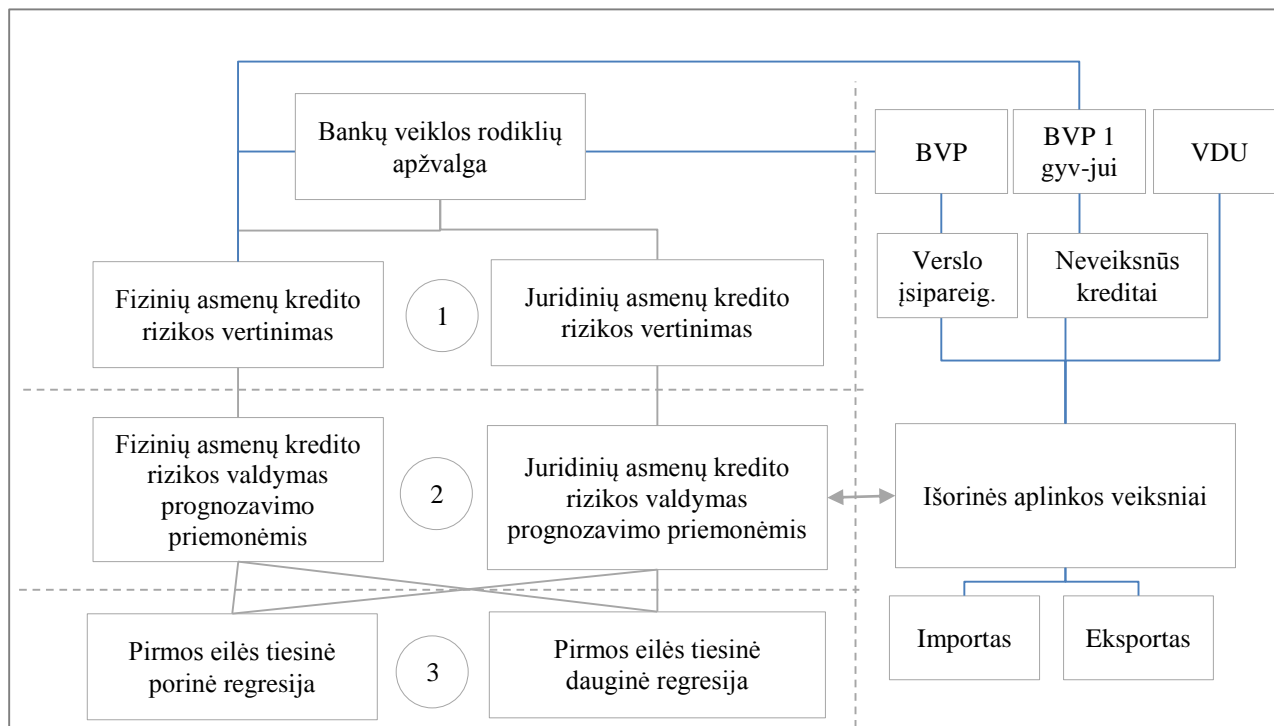 Bankų veiklos rodiklių
apžvalga
BVP
BVP 1
gyv-jui
VDU
Fizinių asmenų kredito
rizikos vertinimas
1
Juridinių asmenų kredito
rizikos vertinimas
Verslo
įsipareig.
Neveiksnūs
kreditai
Fizinių asmenų kredito
rizikos valdymas
prognozavimo
priemonėmis
2
Juridinių asmenų kredito
rizikos valdymas
prognozavimo priemonėmis
Išorinės aplinkos veiksniai
Pirmos eilės tiesinė
porinė regresija
3
Pirmos eilės tiesinė
dauginė regresija
Importas
Eksportas